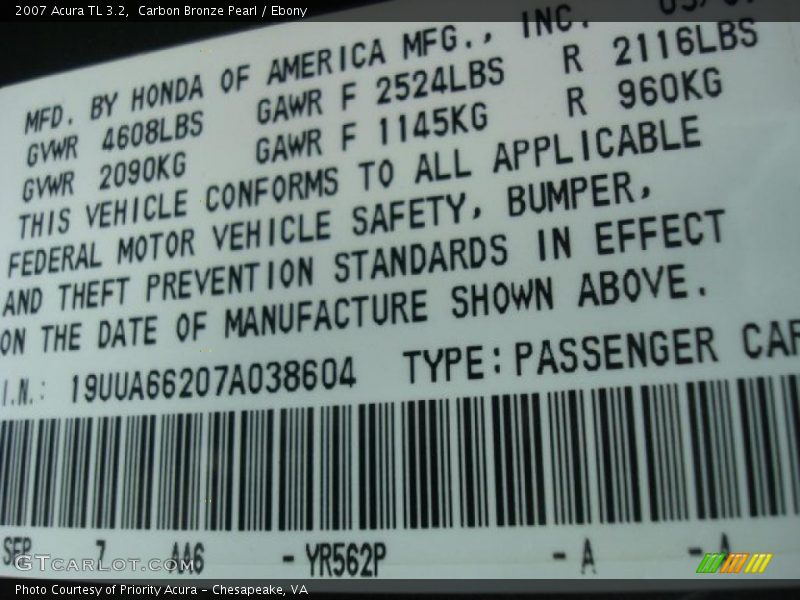 2007 Acura TL 3.2,  Carbon Bronze Pearl / Ebony
MFD. BY HONDA OF AMERICA MFG., INC.
GVWR 4608LBS GAWR F 2524LBS R 2116LBS
GVWR 2090KG GAWR F 1145KG R 960KG
THIS VEHICLE CONFORMS TO ALL APPLICABLE
FEDERAL MOTOR VEHICLE SAFETY, BUMPER,
AND THEFT PREVENTION STANDARDS IN EFFECT
ON THE DATE OF MANUFACTURE SHOWN ABOVE.
I.N.: 19UUA66207A038604 TYPE: PASSENGER CAR
SEP 7 AA6 - YR562P - A - A
GTCARLOT.COM
Photo Courtesy of Priority Acura – Chesapeake, VA